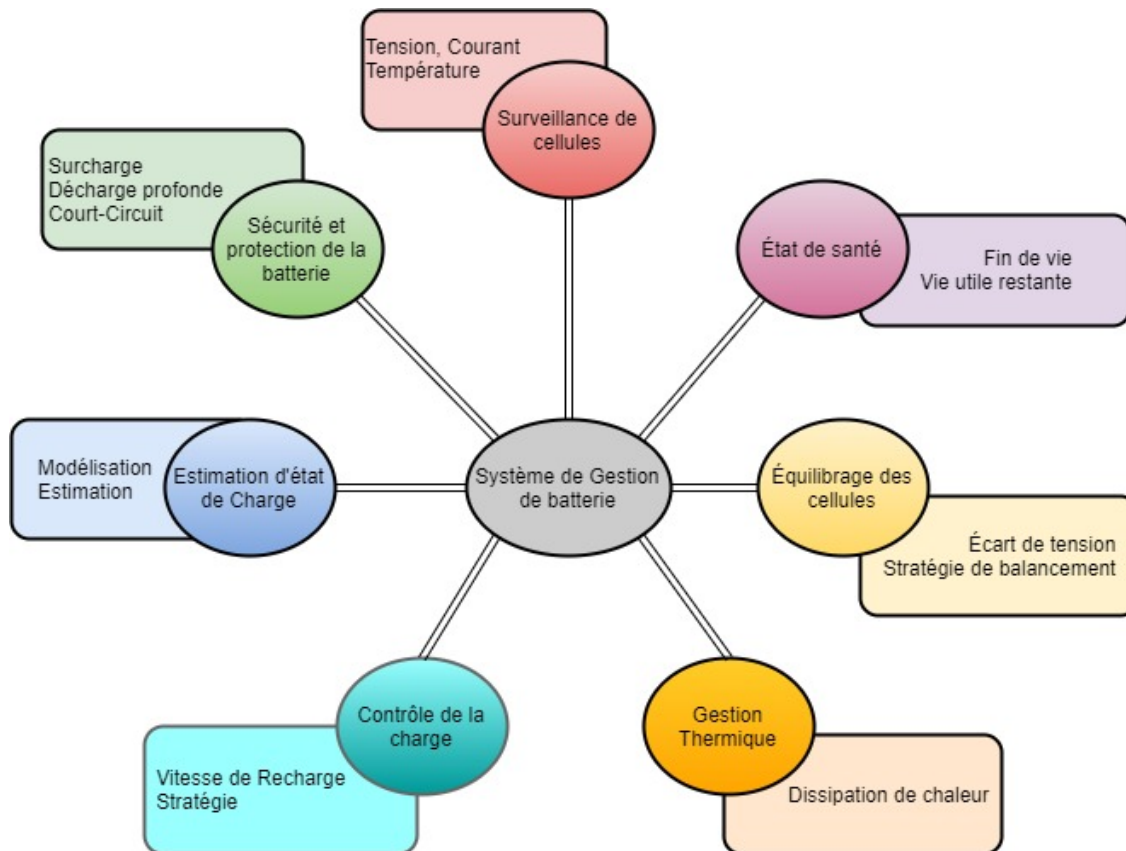 Tension, Courant
Température
Surveillance de
cellules
Surcharge
Décharge profonde
Court-Circuit
Sécurité et
protection de la
batterie
État de santé
Fin de vie
Vie utile restante
Modélisation
Estimation
Estimation d'état
de Charge
Système de Gestion
de batterie
Équilibrage des
cellules
Écart de tension
Stratégie de balancement
Contrôle de la
charge
Vitesse de Recharge
Stratégie
Gestion
Thermique
Dissipation de chaleur